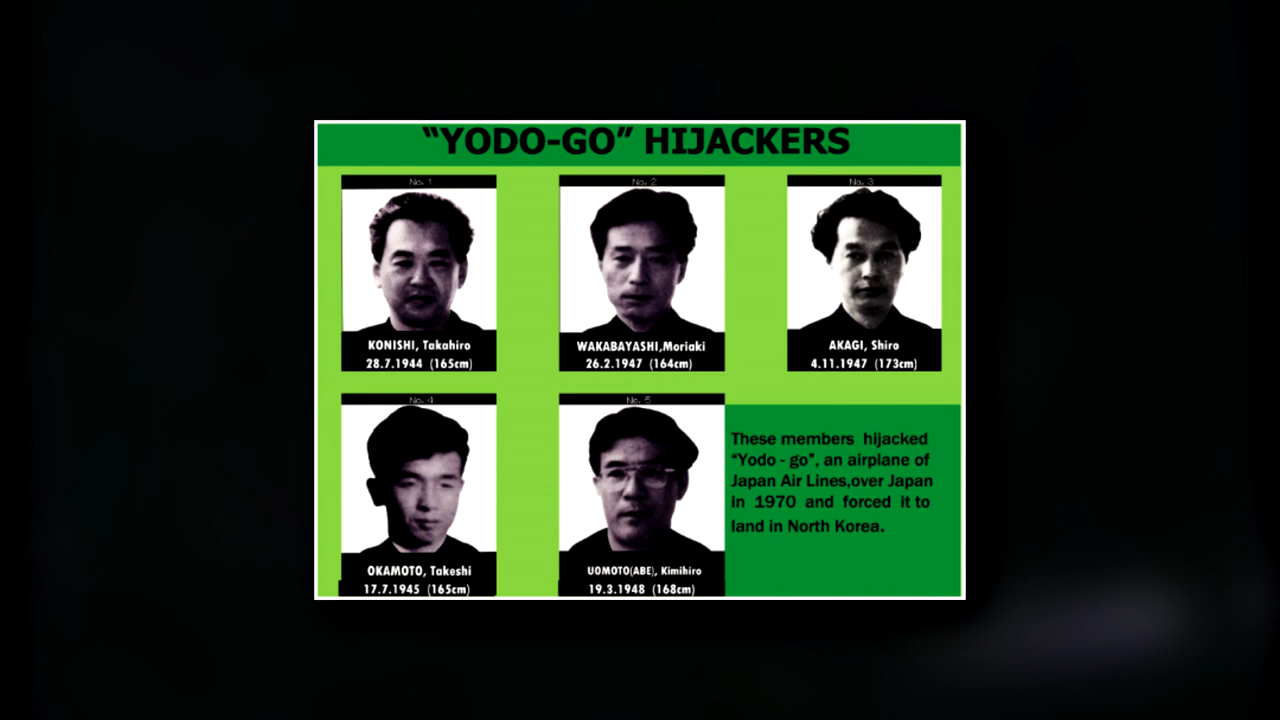 “YODO-GO” HIJACKERS
No. 1
No. 2
No. 3
KONISHI, Takahiro
28.7.1944 (165cm)
WAKABAYASHI,Moriaki
26.2.1947 (164cm)
AKAGI, Shiro
4.11.1947 (173cm)
No. 4
No. 5
OKAMOTO, Takeshi
17.7.1945 (165cm)
UOMOTO(ABE), Kimihiro
19.3.1948 (168cm)
These members hijacked
“Yodo - go”, an airplane of
Japan Air Lines,over Japan
in 1970 and forced it to
land in North Korea.